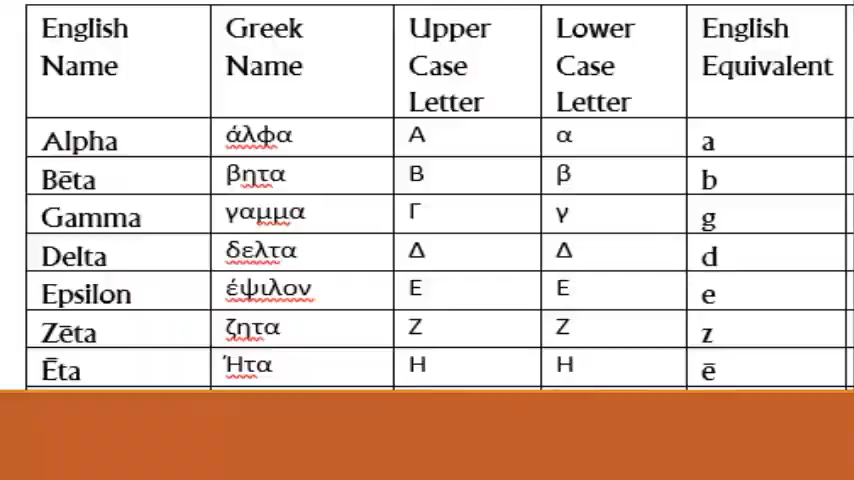 English Name Greek Name Upper Case Letter Lower Case Letter English Equivalent
Alpha άλφα Α α a
Bēta βητα Β β b
Gamma γαμμα Γ γ g
Delta δελτα Δ Δ d
Epsilon έψιλον Ε Ε e
Zēta ζητα Ζ Ζ z
Ēta Ήτα Η Η ē